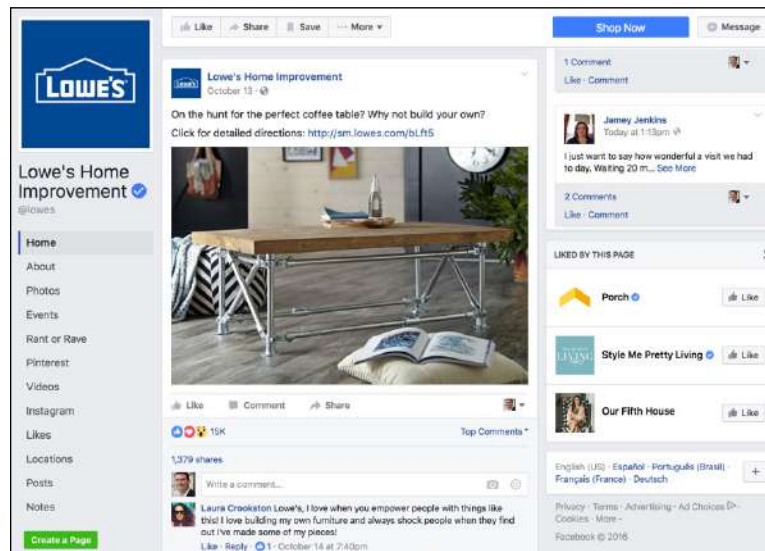 Like Share Save More
Shop Now Message
LOWE'S
Lowe's Home
Improvement
@lowes
Home
About
Photos
Events
Rant or Rave
Pinterest
Videos
Instagram
Likes
Locations
Posts
Notes
Create a Page
Lowe's Home Improvement
October 13 ·
On the hunt for the perfect coffee table? Why not build your own?
Click for detailed directions: http://sm.lowes.com/bLft5
Like Comment Share
15K Top Comments
1,379 shares
Write a comment...
Laura Crookston Lowe's, I love when you empower people with things like
this! I love building my own furniture and always shock people when they find
out I've made some of my pieces!
Like · Reply · 1 · October 14 at 7:40pm
1 Comment
Like · Comment
Jamey Jenkins
Today at 1:13pm
I just want to say how wonderful a visit we had
to day. Waiting 20 m... See More
2 Comments
Like · Comment
LIKED BY THIS PAGE
Porch Like
LIVING
Style Me Pretty Living Like
Our Fifth House Like
English (US) · Español · Português (Brasil) ·
Français (France) · Deutsch
Privacy · Terms · Advertising · Ad Choices ·
Cookies · More
Facebook © 2016